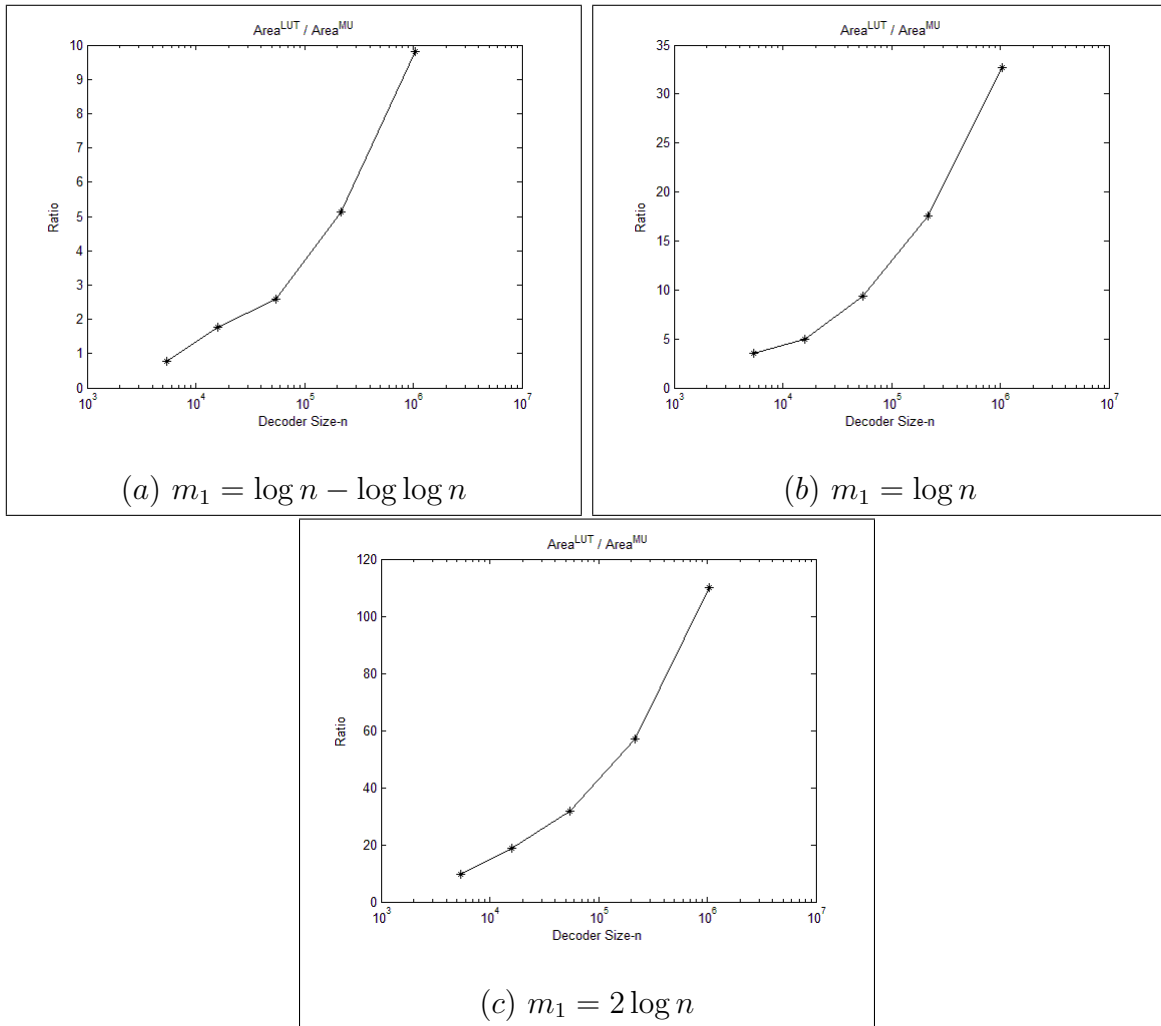 Area^LUT / Area^MU
10
9
8
7
6
5
4
3
2
1
0
Ratio
10^3 10^4 10^5 10^6 10^7
Decoder Size-n
(a) m₁ = log n − log log n
Area^LUT / Area^MU
35
30
25
20
15
10
5
0
Ratio
10^3 10^4 10^5 10^6 10^7
Decoder Size-n
(b) m₁ = log n
Area^LUT / Area^MU
120
100
80
60
40
20
0
Ratio
10^3 10^4 10^5 10^6 10^7
Decoder Size-n
(c) m₁ = 2 log n